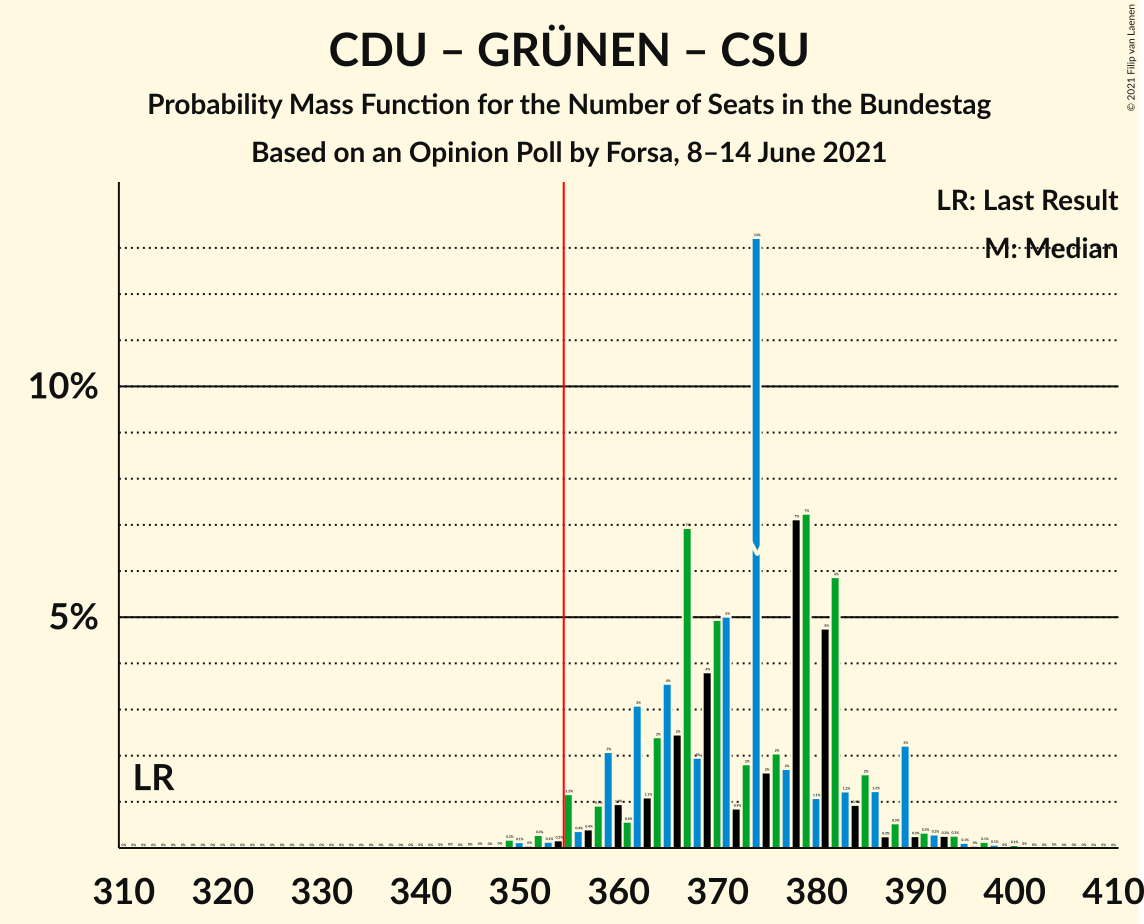 CDU – GRÜNEN – CSU
Probability Mass Function for the Number of Seats in the Bundestag
Based on an Opinion Poll by Forsa, 8–14 June 2021
© 2021 Filip van Laenen
LR: Last Result
M: Median
10%
5%
LR
310 320 330 340 350 360 370 380 390 400 410